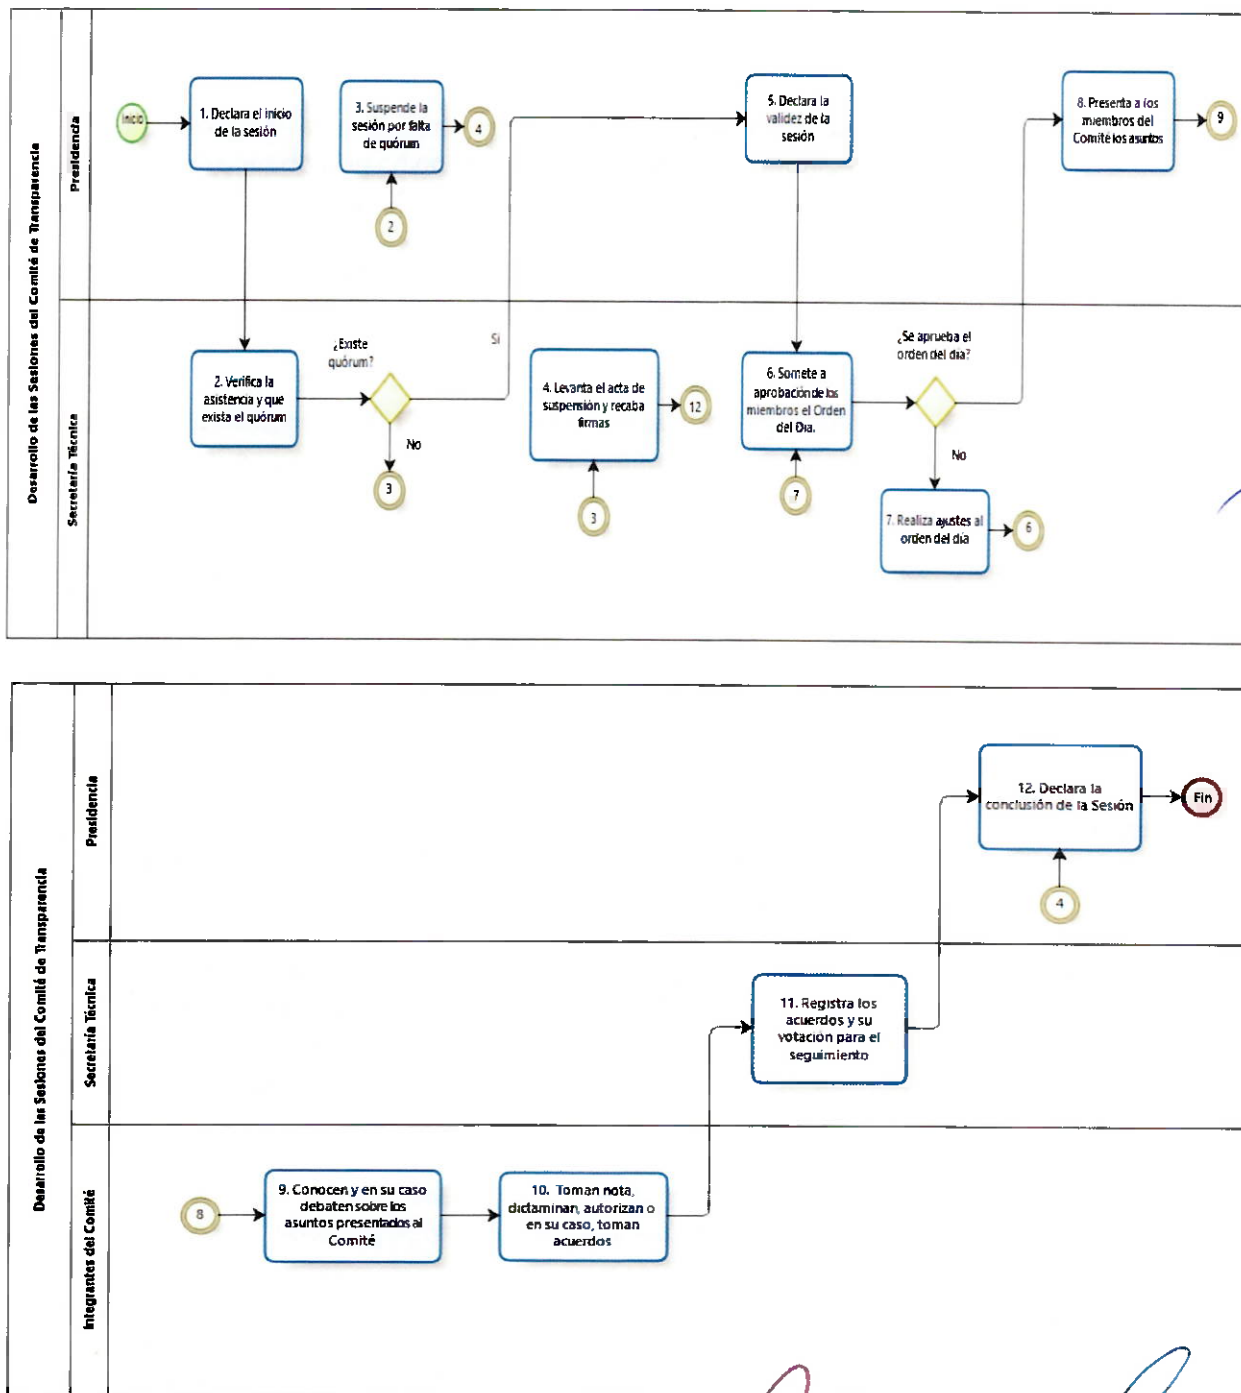 Desarrollo de las Sesiones del Comité de Transparencia
Presidencia
Inicio
1. Declara el inicio
de la sesión
3. Suspende la
sesión por falta
de quórum
4
2
5. Declara la
validez de la
sesión
8. Presenta a los
miembros del
Comité los asuntos
9
Secretaría Técnica
2. Verifica la
asistencia y que
exista el quórum
¿Existe
quórum?
Si
No
3
4. Levanta el acta de
suspensión y recaba
firmas
12
3
6. Somete a
aprobación de los
miembros el Orden
del Dia.
7
¿Se aprueba el
orden del dia?
No
7. Realiza ajustes al
orden del dia
6
Desarrollo de las Sesiones del Comité de Transparencia
Presidencia
12. Declara la
conclusión de la Sesión
Fin
4
Secretaría Técnica
11. Registra los
acuerdos y su
votación para el
seguimiento
Integrantes del Comité
8
9. Conocen y en su caso
debaten sobre los
asuntos presentados al
Comité
10. Toman nota,
dictaminan, autorizan o
en su caso, toman
acuerdos